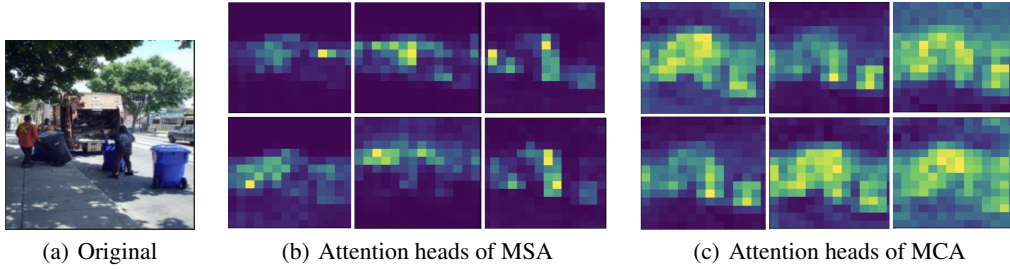 (a) Original
(b) Attention heads of MSA
(c) Attention heads of MCA